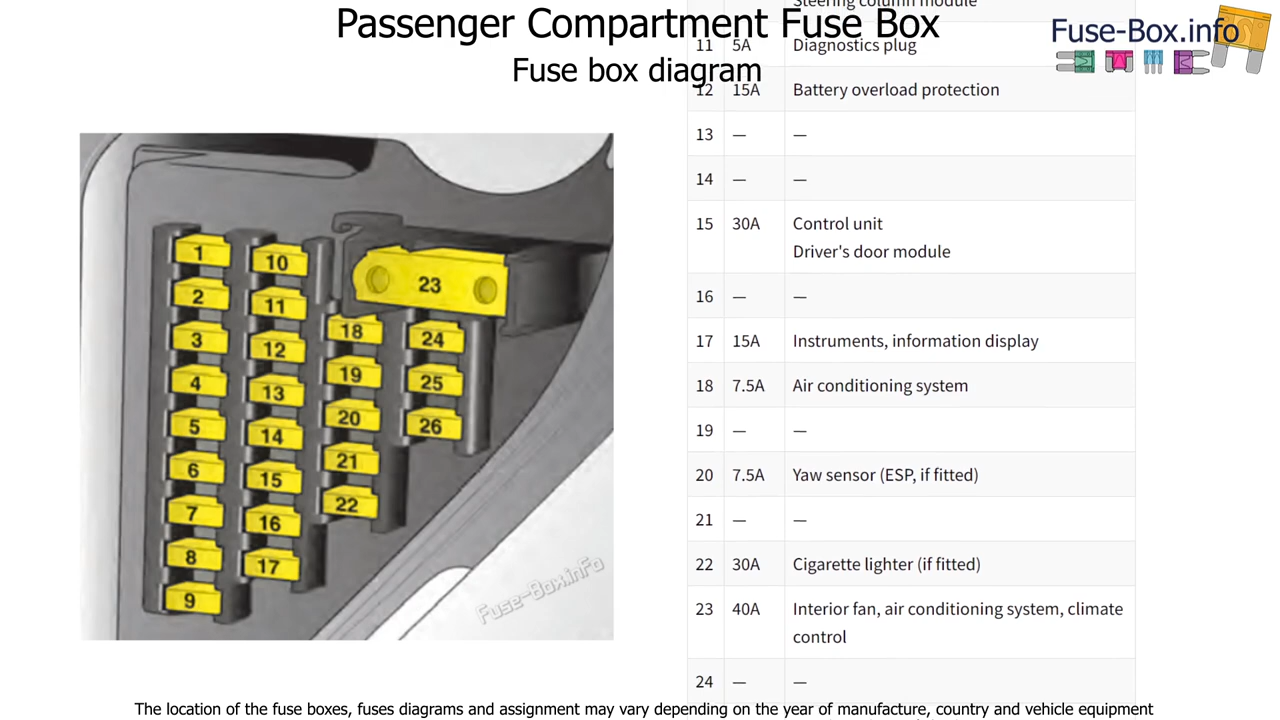 Passenger Compartment Fuse Box
Fuse box diagram
Fuse-Box.info
Steering column module
11 5A Diagnostics plug
12 15A Battery overload protection
13 — —
14 — —
15 30A Control unit
Driver's door module
16 — —
17 15A Instruments, information display
18 7.5A Air conditioning system
19 — —
20 7.5A Yaw sensor (ESP, if fitted)
21 — —
22 30A Cigarette lighter (if fitted)
23 40A Interior fan, air conditioning system, climate
control
24 — —
1
2
3
4
5
6
7
8
9
10
11
12
13
14
15
16
17
18
19
20
21
22
23
24
25
26
Fuse-Box.info
The location of the fuse boxes, fuses diagrams and assignment may vary depending on the year of manufacture, country and vehicle equipment